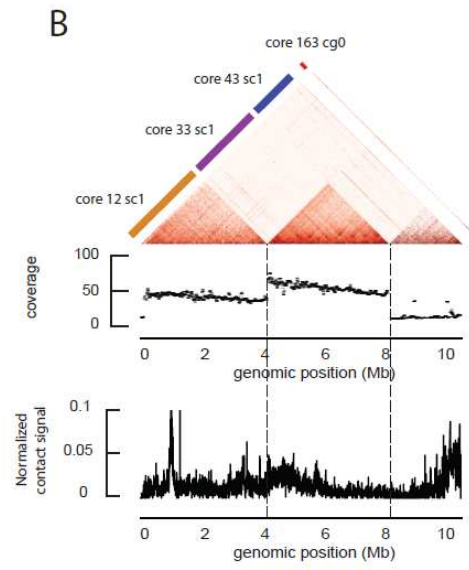 B
core 163 cg0
core 43 sc1
core 33 sc1
core 12 sc1
coverage
100
50
0
0 2 4 6 8 10
genomic position (Mb)
Normalized
contact signal
0.1
0.05
0
0 2 4 6 8 10
genomic position (Mb)